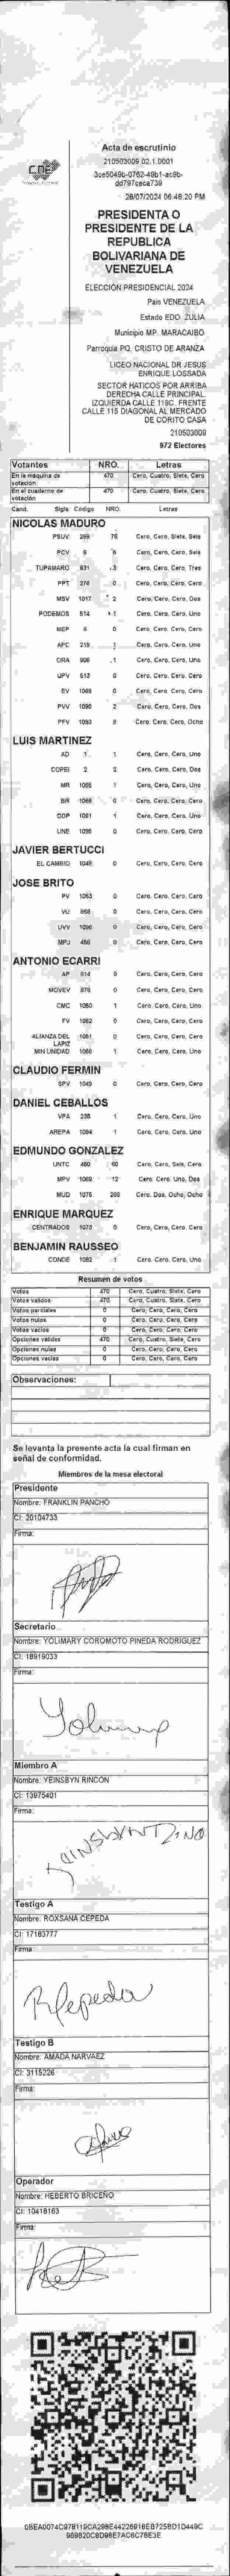 Acta de escrutinio
210503009.02.1.0001
3ce5049b-0762-49b1-ac9b-
dd797ceca739
28/07/2024 06:48:20 PM
CNE
PRESIDENTA O
PRESIDENTE DE LA
REPUBLICA
BOLIVARIANA DE
VENEZUELA
ELECCIÓN PRESIDENCIAL 2024
Pais VENEZUELA
Estado EDO. ZULIA
Municipio MP. MARACAIBO
Parroquia PQ. CRISTO DE ARANZA
LICEO NACIONAL DR JESUS
ENRIQUE LOSSADA
SECTOR HATICOS POR ARRIBA
DERECHA CALLE PRINCIPAL.
IZQUIERDA CALLE 119C. FRENTE
CALLE 115 DIAGONAL AL MERCADO
DE CORITO CASA
210503009
972 Electores
Votantes NRO. Letras
En la máquina de votación 470 Cero, Cuatro, Siete, Cero
En el cuaderno de votación 470 Cero, Cuatro, Siete, Cero
Cand. Sigla Codigo NRO. Letras
NICOLAS MADURO
PSUV 269 76 Cero, Cero, Siete, Seis
PCV 6 Cero, Cero, Cero, Seis
TUPAMARO 931 3 Cero, Cero, Cero, Tres
PPT 276 0 Cero, Cero, Cero, Cero
MSV 1017 2 Cero, Cero, Cero, Dos
PODEMOS 514 1 Cero, Cero, Cero, Uno
MEP 0 Cero, Cero, Cero, Cero
APC 219 1 Cero, Cero, Cero, Uno
ORA 906 1 Cero, Cero, Cero, Uno
UPV 613 0 Cero, Cero, Cero, Cero
EV 1069 0 Cero, Cero, Cero, Cero
PVV 1090 2 Cero, Cero, Cero, Dos
PFV 1093 8 Cero, Cero, Cero, Ocho
LUIS MARTINEZ
AD 1 1 Cero, Cero, Cero, Uno
COPEI 2 2 Cero, Cero, Cero, Dos
MR 1066 1 Cero, Cero, Cero, Uno
BR 1068 0 Cero, Cero, Cero, Cero
DDP 1091 1 Cero, Cero, Cero, Uno
UNE 1096 0 Cero, Cero, Cero, Cero
JAVIER BERTUCCI
EL CAMBIO 1048 0 Cero, Cero, Cero, Cero
JOSE BRITO
PV 1053 0 Cero, Cero, Cero, Cero
VU 868 0 Cero, Cero, Cero, Cero
UVV 1096 0 Cero, Cero, Cero, Cero
MPJ 456 0 Cero, Cero, Cero, Cero
ANTONIO ECARRI
AP 914 0 Cero, Cero, Cero, Cero
MOVEV 978 0 Cero, Cero, Cero, Cero
CMC 1060 1 Cero, Cero, Cero, Uno
FV 1062 0 Cero, Cero, Cero, Cero
ALIANZA DEL LAPIZ 1051 0 Cero, Cero, Cero, Cero
MIN UNIDAD 1069 1 Cero, Cero, Cero, Uno
CLAUDIO FERMIN
SPV 1049 0 Cero, Cero, Cero, Cero
DANIEL CEBALLOS
VPA 236 1 Cero, Cero, Cero, Uno
AREPA 1094 1 Cero, Cero, Cero, Uno
EDMUNDO GONZALEZ
UNTC 480 60 Cero, Cero, Seis, Cero
MPV 1069 12 Cero, Cero, Uno, Dos
MUD 1075 288 Cero, Dos, Ocho, Ocho
ENRIQUE MARQUEZ
CENTRADOS 1073 0 Cero, Cero, Cero, Cero
BENJAMIN RAUSSEO
CONDE 1092 1 Cero, Cero, Cero, Uno
Resumen de votos
Votos 470 Cero, Cuatro, Siete, Cero
Votos validos 470 Cero, Cuatro, Siete, Cero
Votos parciales 0 Cero, Cero, Cero, Cero
Votos nulos 0 Cero, Cero, Cero, Cero
Votos vacios 0 Cero, Cero, Cero, Cero
Opciones validas 470 Cero, Cuatro, Siete, Cero
Opciones nulas 0 Cero, Cero, Cero, Cero
Opciones vacias 0 Cero, Cero, Cero, Cero
Observaciones:
Se levanta la presente acta la cual firman en
señal de conformidad.
Miembros de la mesa electoral
Presidente
Nombre: FRANKLIN PANCHO
CI: 20104733
Firma:
Secretario
Nombre: YOLIMARY COROMOTO PINEDA RODRIGUEZ
CI: 18919033
Firma:
Miembro A
Nombre: YEINSBYN RINCON
CI: 13975401
Firma:
Testigo A
Nombre: ROXSANA CEPEDA
CI: 17183777
Firma:
RCepeda
Testigo B
Nombre: AMADA NARVAEZ
CI: 3115226
Firma:
Operador
Nombre: HEBERTO BRICEÑO
CI: 10418163
Firma: